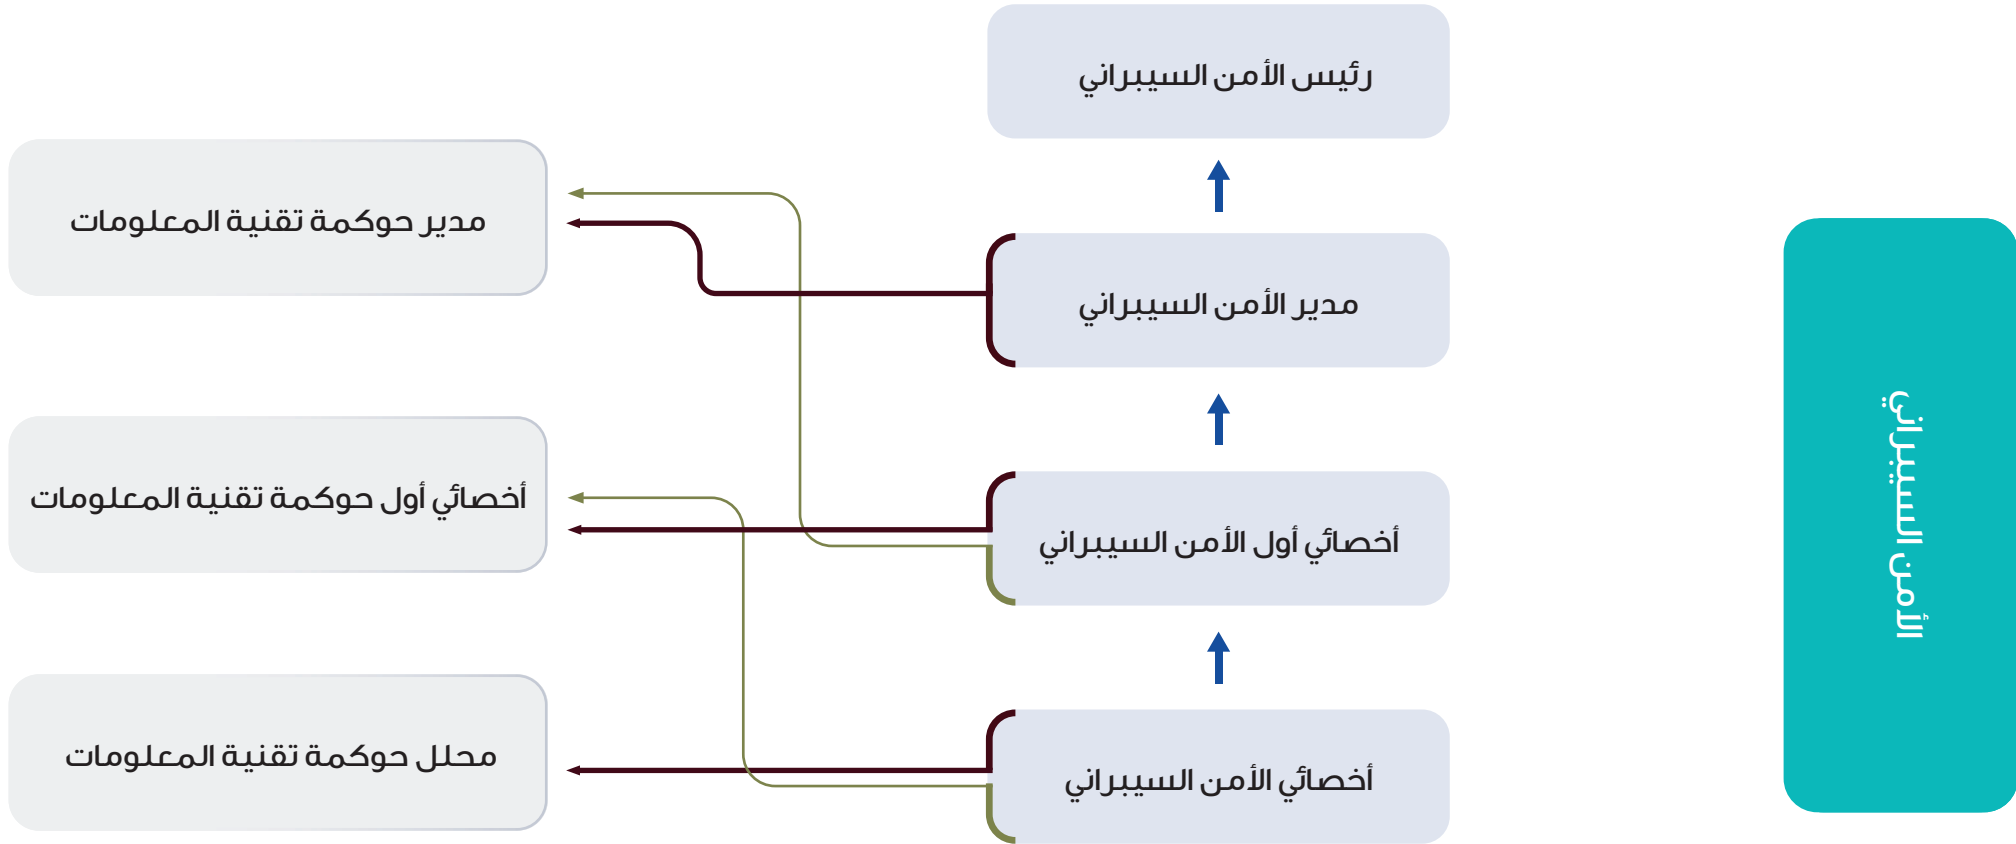 الأمن السيبراني
رئيس الأمن السيبراني
مدير الأمن السيبراني
أخصائي أول الأمن السيبراني
أخصائي الأمن السيبراني
مدير حوكمة تقنية المعلومات
أخصائي أول حوكمة تقنية المعلومات
محلل حوكمة تقنية المعلومات